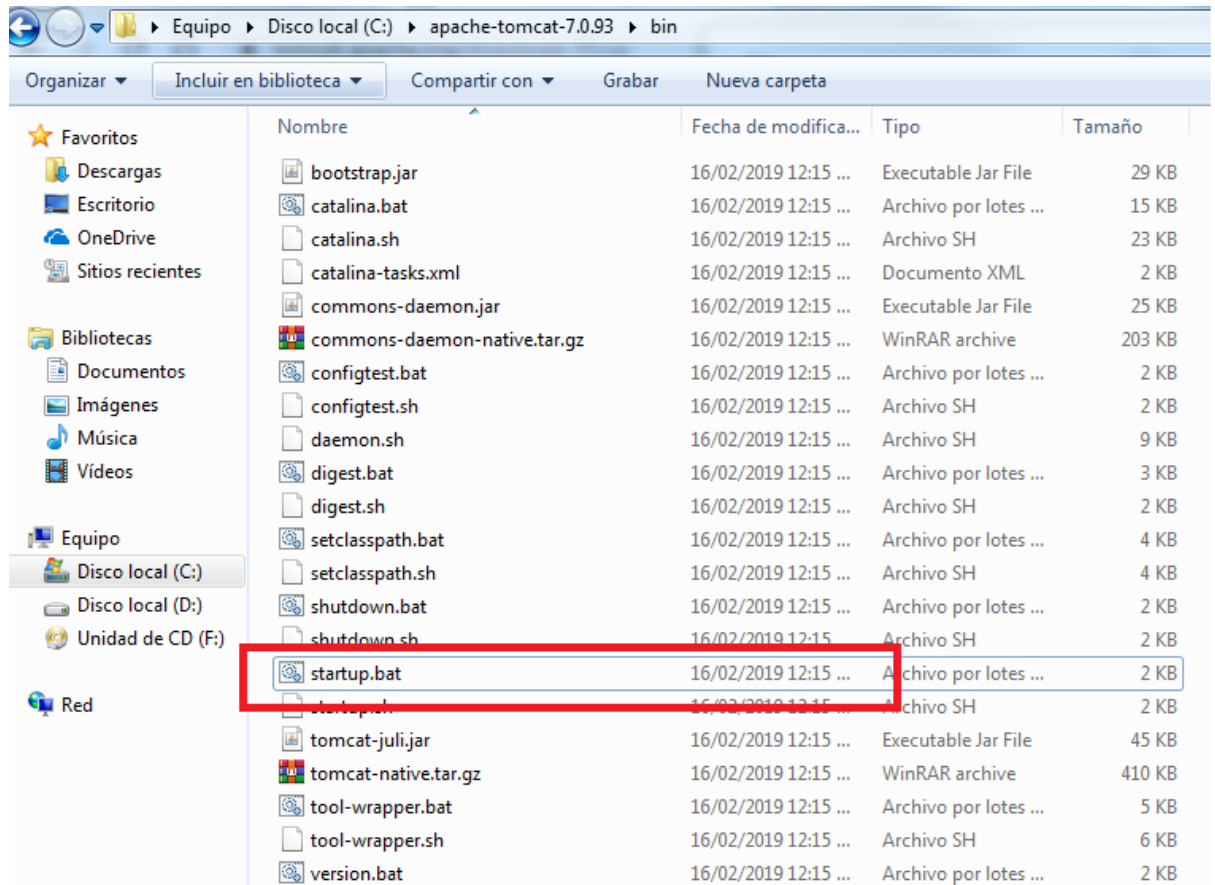 Equipo Disco local (C:) apache-tomcat-7.0.93 bin
Organizar Incluir en biblioteca Compartir con Grabar Nueva carpeta
Favoritos
Descargas
Escritorio
OneDrive
Sitios recientes
Bibliotecas
Documentos
Imágenes
Música
Vídeos
Equipo
Disco local (C:)
Disco local (D:)
Unidad de CD (F:)
Red
Nombre Fecha de modifica... Tipo Tamaño
bootstrap.jar 16/02/2019 12:15 ... Executable Jar File 29 KB
catalina.bat 16/02/2019 12:15 ... Archivo por lotes ... 15 KB
catalina.sh 16/02/2019 12:15 ... Archivo SH 23 KB
catalina-tasks.xml 16/02/2019 12:15 ... Documento XML 2 KB
commons-daemon.jar 16/02/2019 12:15 ... Executable Jar File 25 KB
commons-daemon-native.tar.gz 16/02/2019 12:15 ... WinRAR archive 203 KB
configtest.bat 16/02/2019 12:15 ... Archivo por lotes ... 2 KB
configtest.sh 16/02/2019 12:15 ... Archivo SH 2 KB
daemon.sh 16/02/2019 12:15 ... Archivo SH 9 KB
digest.bat 16/02/2019 12:15 ... Archivo por lotes ... 3 KB
digest.sh 16/02/2019 12:15 ... Archivo SH 2 KB
setclasspath.bat 16/02/2019 12:15 ... Archivo por lotes ... 4 KB
setclasspath.sh 16/02/2019 12:15 ... Archivo SH 4 KB
shutdown.bat 16/02/2019 12:15 ... Archivo por lotes ... 2 KB
shutdown.sh 16/02/2019 12:15 Archivo SH 2 KB
startup.bat 16/02/2019 12:15 ... Archivo por lotes ... 2 KB
startup.sh 16/02/2019 12:15 ... Archivo SH 2 KB
tomcat-juli.jar 16/02/2019 12:15 ... Executable Jar File 45 KB
tomcat-native.tar.gz 16/02/2019 12:15 ... WinRAR archive 410 KB
tool-wrapper.bat 16/02/2019 12:15 ... Archivo por lotes ... 5 KB
tool-wrapper.sh 16/02/2019 12:15 ... Archivo SH 6 KB
version.bat 16/02/2019 12:15 ... Archivo por lotes ... 2 KB